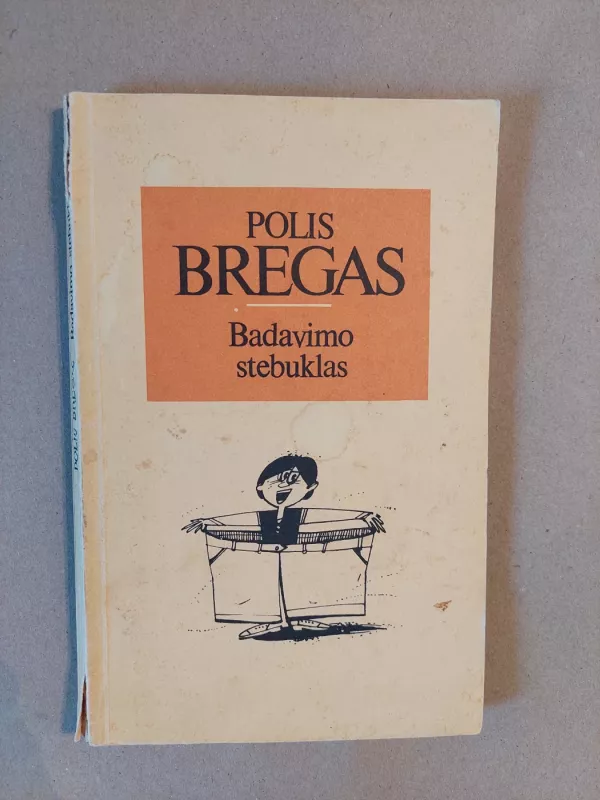 POLIS
BREGAS
Badavimo
stebuklas